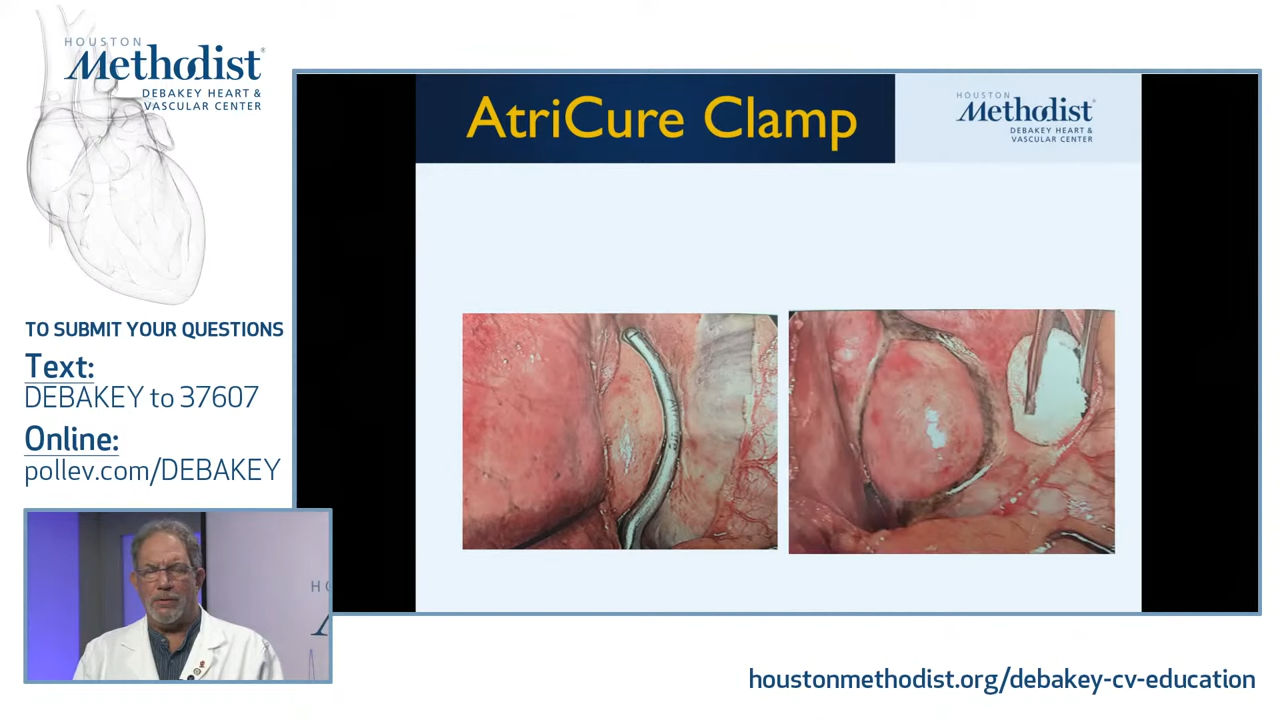 HOUSTON
Methodist®
DEBAKEY HEART &
VASCULAR CENTER
TO SUBMIT YOUR QUESTIONS
Text:
DEBAKEY to 37607
Online:
pollev.com/DEBAKEY
AtriCure Clamp
HOUSTON
Methodist®
DEBAKEY HEART &
VASCULAR CENTER
houstonmethodist.org/debakey-cv-education